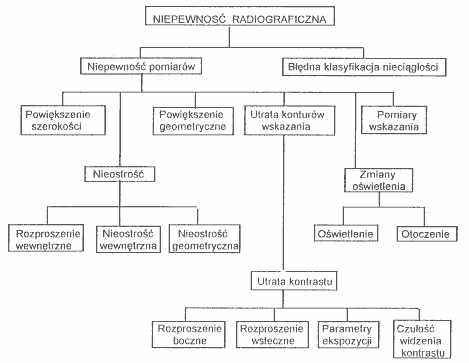 NIEPEWNOŚĆ RADIOGRAFICZNA
Niepewność pomiarów
Błędna klasyfikacja nieciągłości
Powiększenie
szerokości
Powiększenie
geometryczne
Utrata konturów
wskazania
Pomiary
wskazania
Nieostrość
Zmiany
oświetlenia
Rozproszenie
wewnętrzne
Nieostrość
wewnętrzna
Nieostrość
geometryczna
Oświetlenie
Otoczenie
Utrata kontrastu
Rozproszenie
boczne
Rozproszenie
wsteczne
Parametry
ekspozycji
Czułość
widzenia
kontrastu